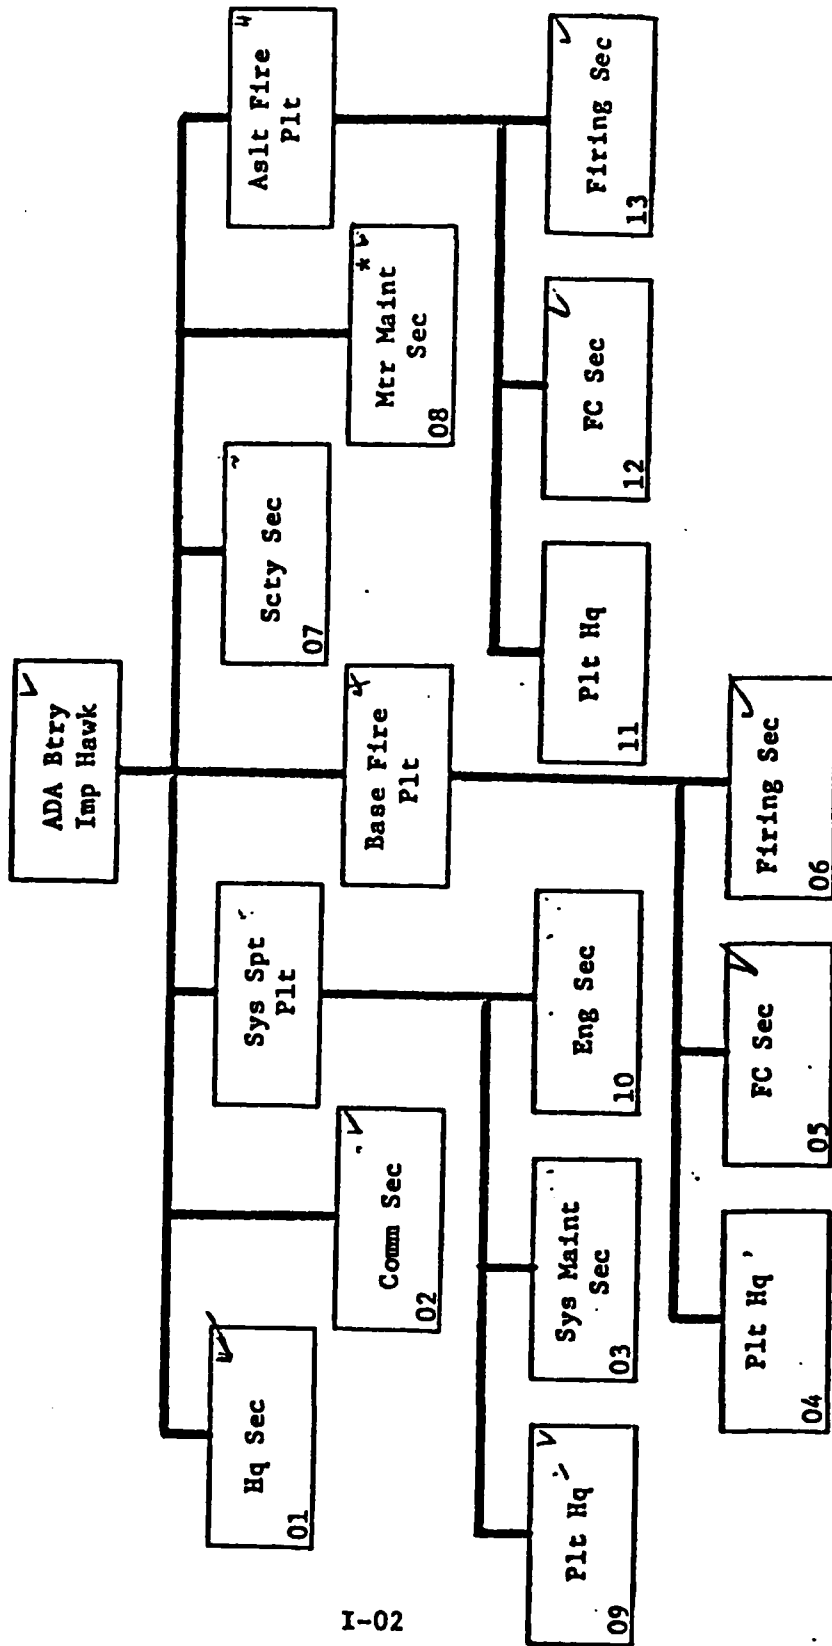 ADA Btry
Imp Hawk
Hq Sec
01
Comm Sec
02
Sys Spt
Plt
Base Fire
Plt
Scty Sec
07
Mtr Maint
Sec
08
*
Aslt Fire
Plt
Plt Hq
09
Sys Maint
Sec
03
Eng Sec
10
Plt Hq
11
FC Sec
12
Firing Sec
13
Plt Hq
04
FC Sec
05
Firing Sec
06
I-02